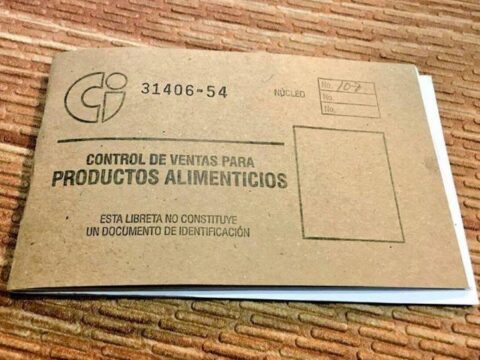 Ci
31406-54
NÚCLEO
No. 107
No.
No.
CONTROL DE VENTAS PARA
PRODUCTOS ALIMENTICIOS
ESTA LIBRETA NO CONSTITUYE
UN DOCUMENTO DE IDENTIFICACIÓN